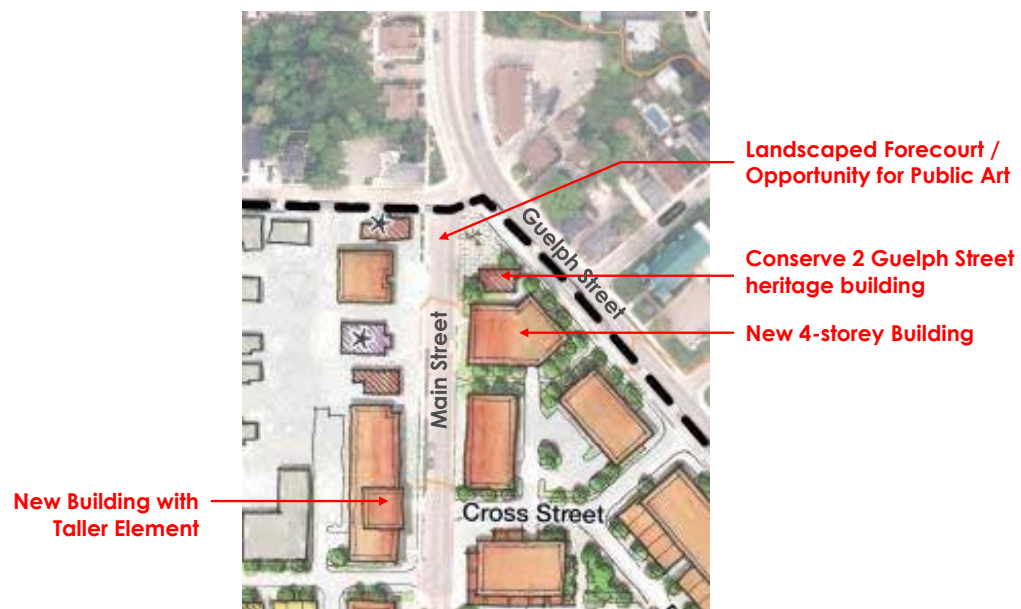 Landscaped Forecourt /
Opportunity for Public Art
Guelph Street
Conserve 2 Guelph Street
heritage building
New 4-storey Building
Main Street
New Building with
Taller Element
Cross Street